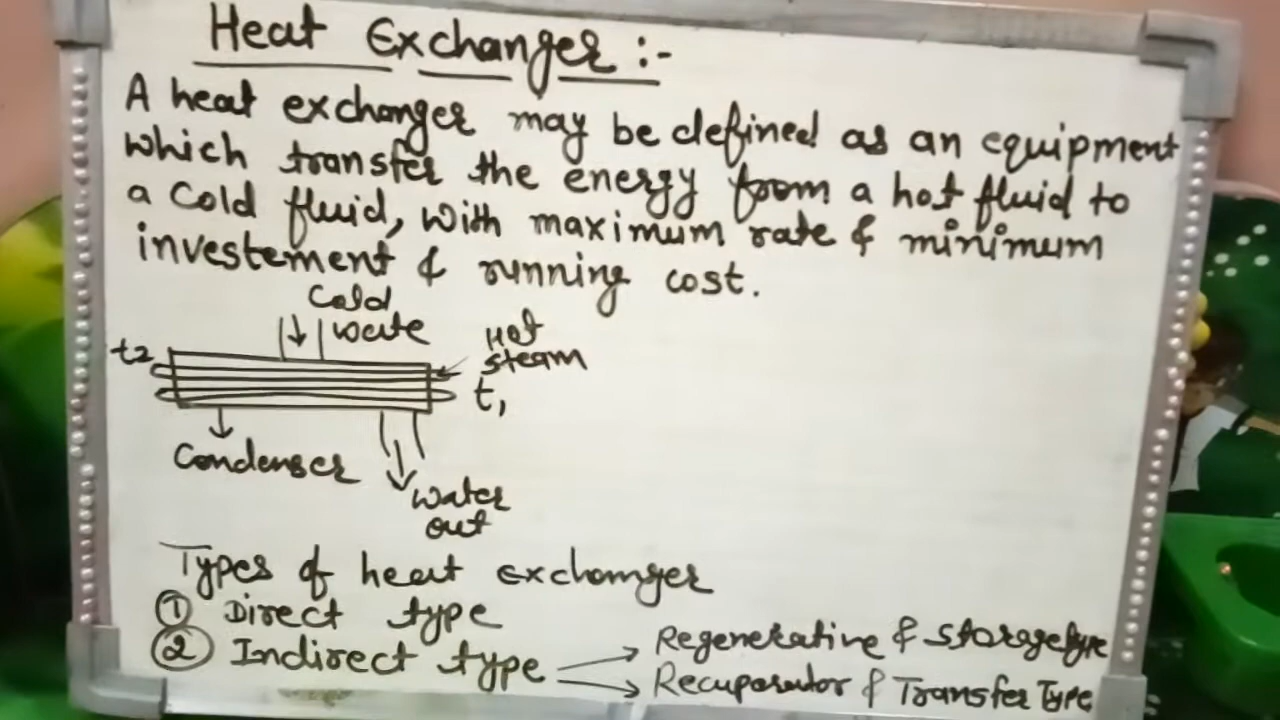 Heat Exchanger :-
A heat exchanger may be defined as an equipment
which transfer the energy from a hot fluid to
a Cold fluid, with maximum rate & minimum
investement & running cost.
Cold
wate
Hot
steam
t2
t1
Condenser
water
out
Types of heat exchanger
① Direct type
② Indirect type
Regenerative & storage type
Recuperator & Transfer Type